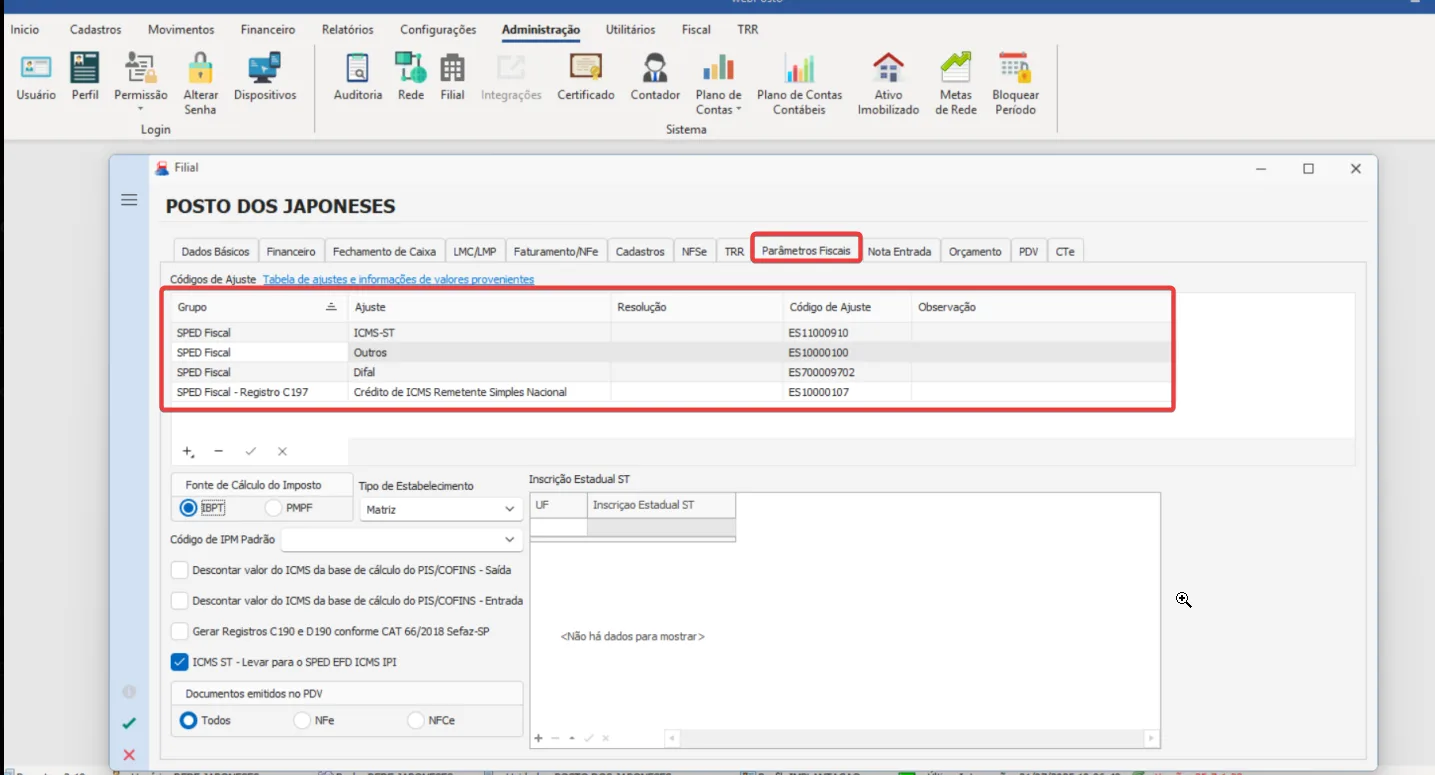 webPosto
Inicio Cadastros Movimentos Financeiro Relatórios Configurações Administração Utilitários Fiscal TRR
Usuário Perfil Permissão Alterar Senha Dispositivos Auditoria Rede Filial Integrações Certificado Contador Plano de Contas Plano de Contas Contábeis Ativo Imobilizado Metas de Rede Bloquear Período
Login Sistema
Filial
POSTO DOS JAPONESES
Dados Básicos Financeiro Fechamento de Caixa LMC/LMP Faturamento/NFe Cadastros NFSe TRR Parâmetros Fiscais Nota Entrada Orçamento PDV CTe
Códigos de Ajuste Tabela de ajustes e informações de valores provenientes
Grupo Ajuste Resolução Código de Ajuste Observação
SPED Fiscal ICMS-ST ES11000910
SPED Fiscal Outros ES10000100
SPED Fiscal Difal ES700009702
SPED Fiscal - Registro C197 Crédito de ICMS Remetente Simples Nacional ES10000107
Fonte de Cálculo do Imposto Tipo de Estabelecimento Inscrição Estadual ST
IBPT PMPF Matriz UF Inscriçao Estadual ST
Código de IPM Padrão
Descontar valor do ICMS da base de cálculo do PIS/COFINS - Saída
Descontar valor do ICMS da base de cálculo do PIS/COFINS - Entrada
Gerar Registros C190 e D190 conforme CAT 66/2018 Sefaz-SP <Não há dados para mostrar>
ICMS ST - Levar para o SPED EFD ICMS IPI
Documentos emitidos no PDV
Todos NFe NFCe